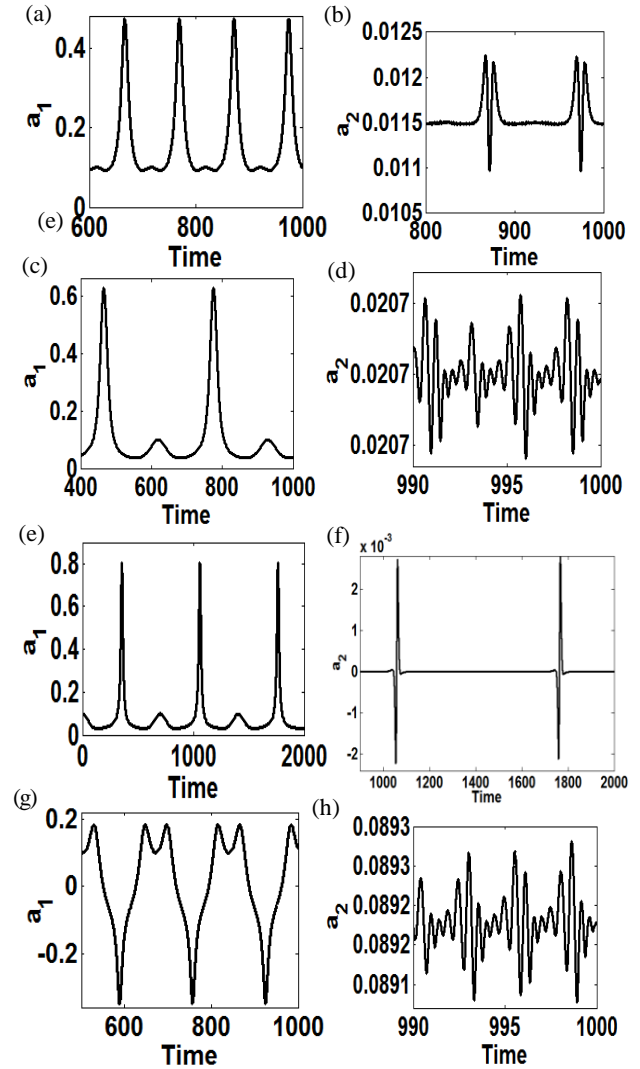 (a)
a1
0.4
0.2
0
600
800
1000
Time
(b)
a2
0.0125
0.012
0.0115
0.011
0.0105
800
900
1000
Time
(e)
(c)
a1
0.6
0.4
0.2
0
400
600
800
1000
Time
(d)
a2
0.0207
0.0207
0.0207
990
995
1000
Time
(e)
a1
0.8
0.6
0.4
0.2
0
0
1000
2000
Time
(f)
x 10-3
a2
2
1
0
-1
-2
1000
1200
1400
1600
1800
2000
Time
(g)
a1
0.2
0
-0.2
600
800
1000
Time
(h)
a2
0.0893
0.0893
0.0892
0.0892
0.0891
990
995
1000
Time